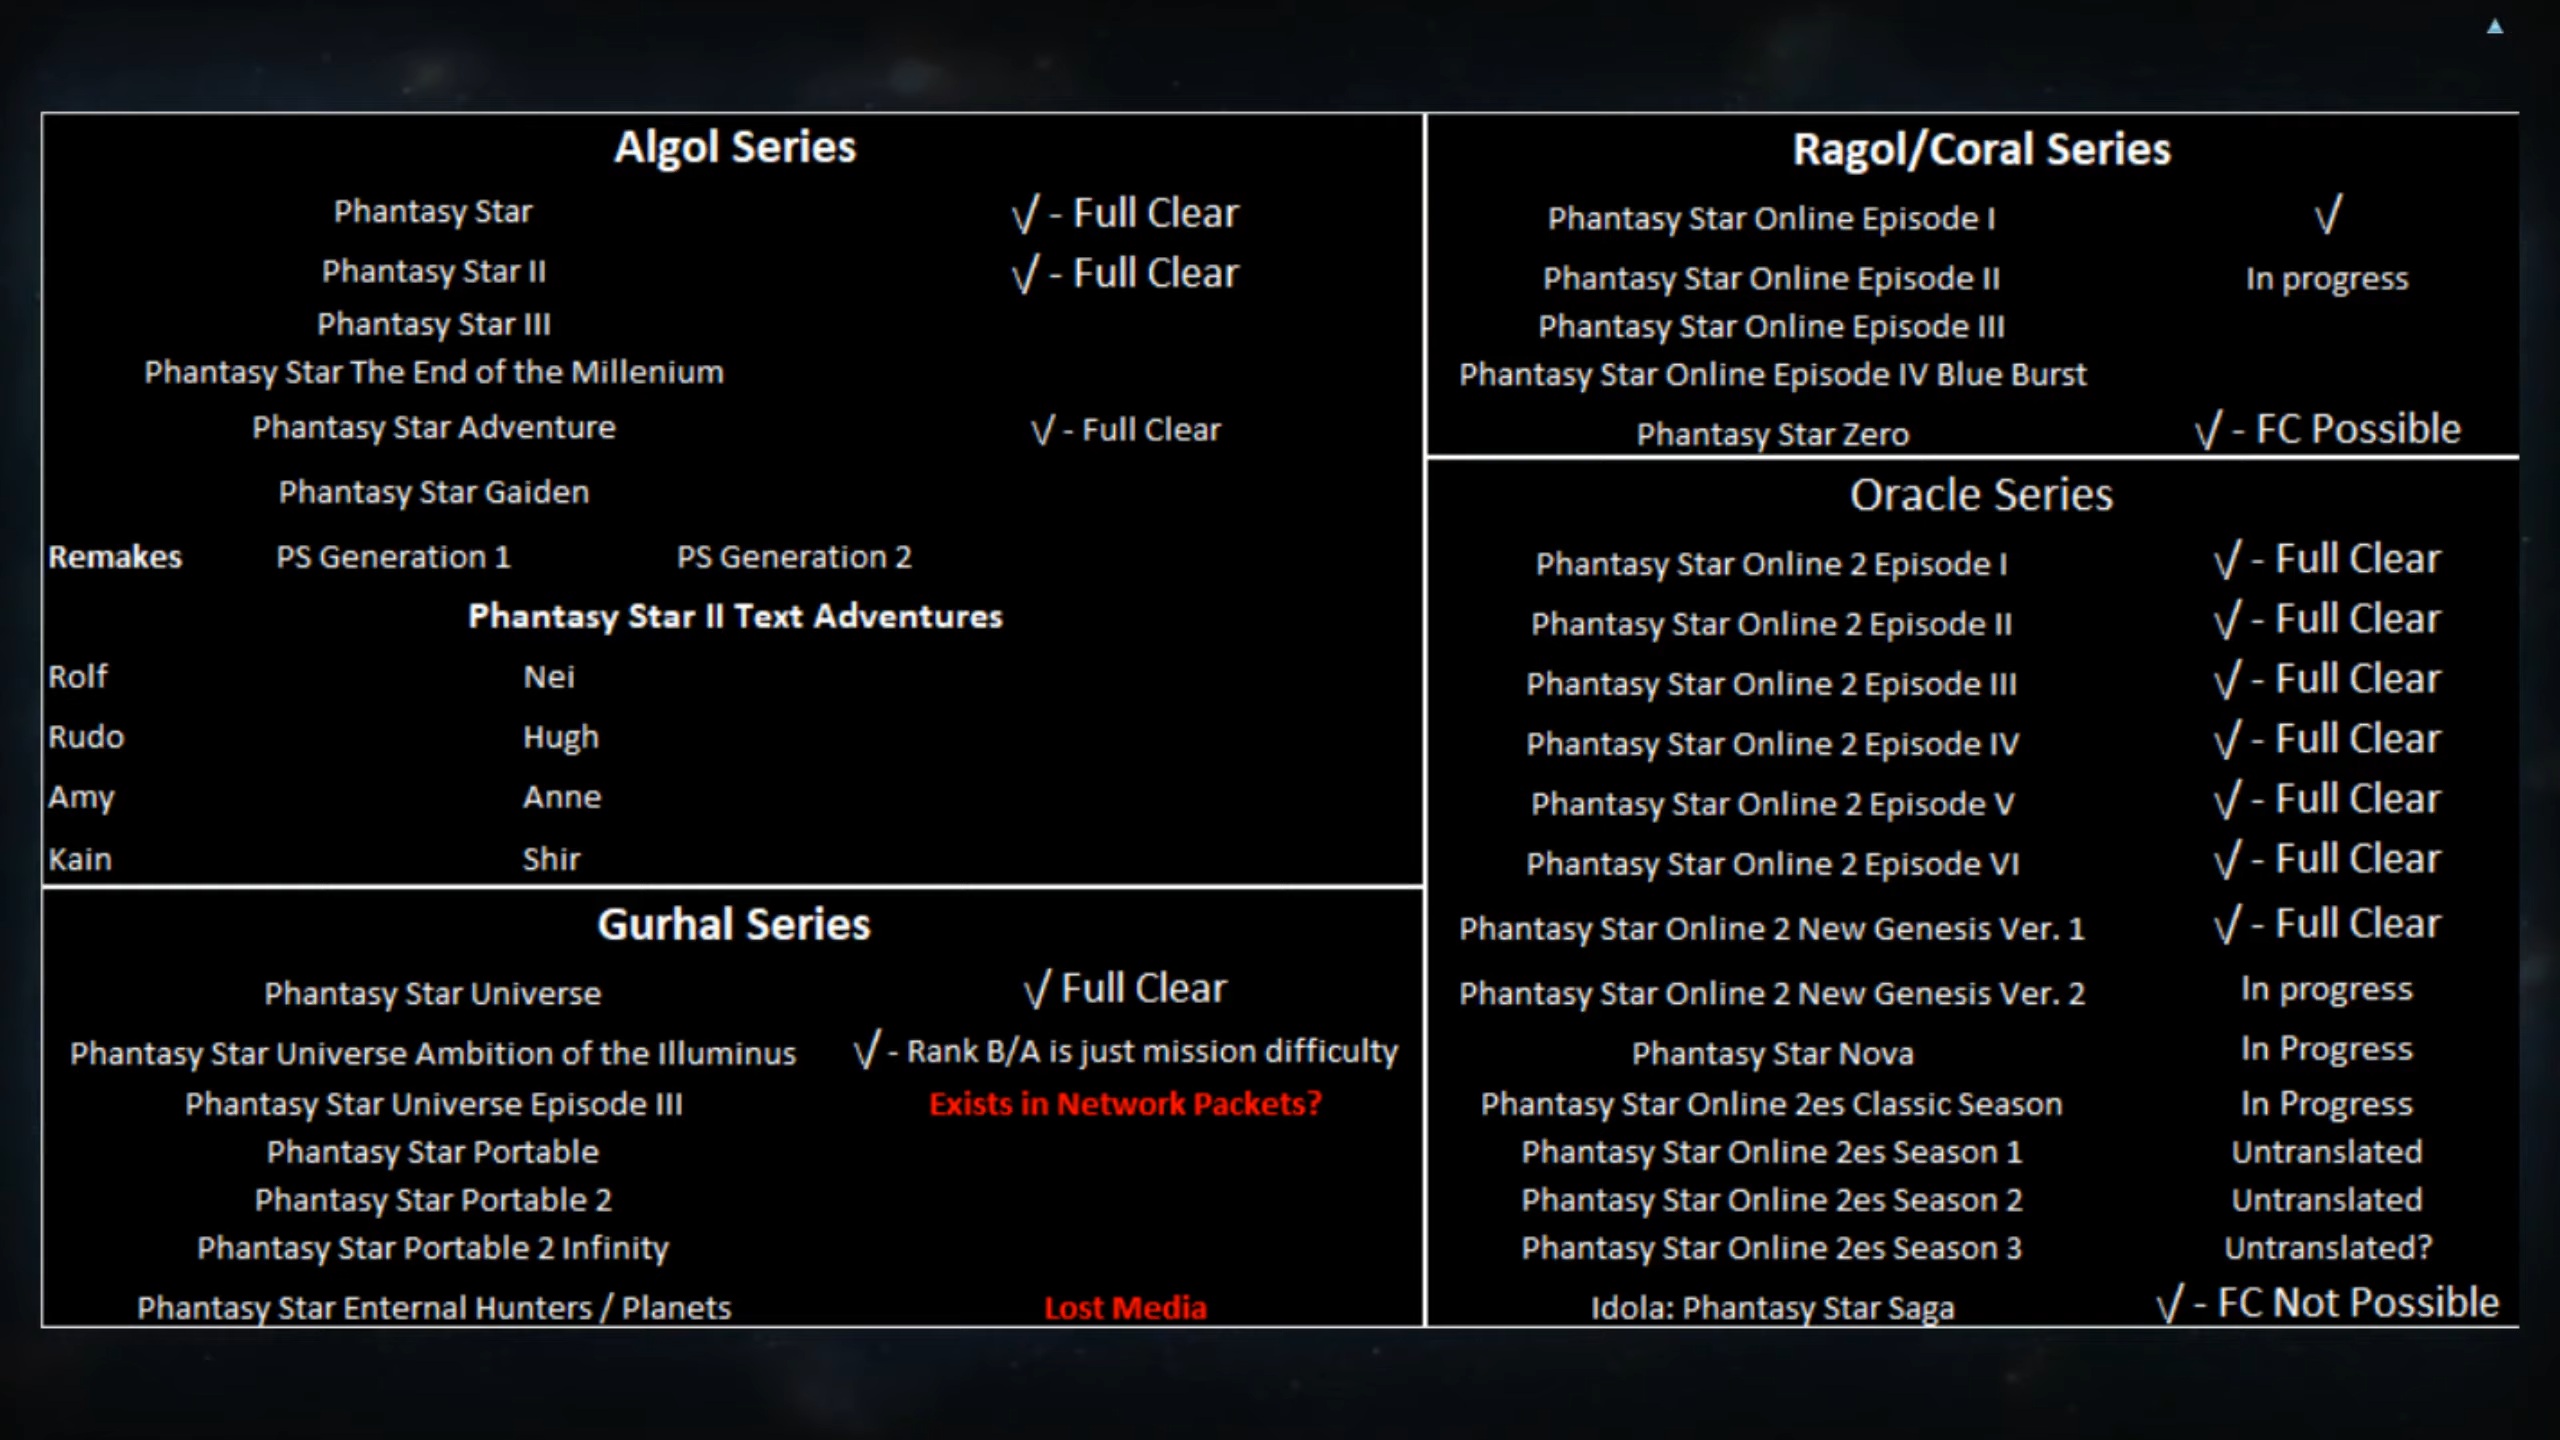 Algol Series
Phantasy Star √ - Full Clear
Phantasy Star II √ - Full Clear
Phantasy Star III
Phantasy Star The End of the Millenium
Phantasy Star Adventure √ - Full Clear
Phantasy Star Gaiden
Remakes PS Generation 1 PS Generation 2
Phantasy Star II Text Adventures
Rolf Nei
Rudo Hugh
Amy Anne
Kain Shir
Gurhal Series
Phantasy Star Universe √ Full Clear
Phantasy Star Universe Ambition of the Illuminus √ - Rank B/A is just mission difficulty
Phantasy Star Universe Episode III Exists in Network Packets?
Phantasy Star Portable
Phantasy Star Portable 2
Phantasy Star Portable 2 Infinity
Phantasy Star Enternal Hunters / Planets Lost Media
Ragol/Coral Series
Phantasy Star Online Episode I √
Phantasy Star Online Episode II In progress
Phantasy Star Online Episode III
Phantasy Star Online Episode IV Blue Burst
Phantasy Star Zero √ - FC Possible
Oracle Series
Phantasy Star Online 2 Episode I √ - Full Clear
Phantasy Star Online 2 Episode II √ - Full Clear
Phantasy Star Online 2 Episode III √ - Full Clear
Phantasy Star Online 2 Episode IV √ - Full Clear
Phantasy Star Online 2 Episode V √ - Full Clear
Phantasy Star Online 2 Episode VI √ - Full Clear
Phantasy Star Online 2 New Genesis Ver. 1 √ - Full Clear
Phantasy Star Online 2 New Genesis Ver. 2 In progress
Phantasy Star Nova In Progress
Phantasy Star Online 2es Classic Season In Progress
Phantasy Star Online 2es Season 1 Untranslated
Phantasy Star Online 2es Season 2 Untranslated
Phantasy Star Online 2es Season 3 Untranslated?
Idola: Phantasy Star Saga √ - FC Not Possible